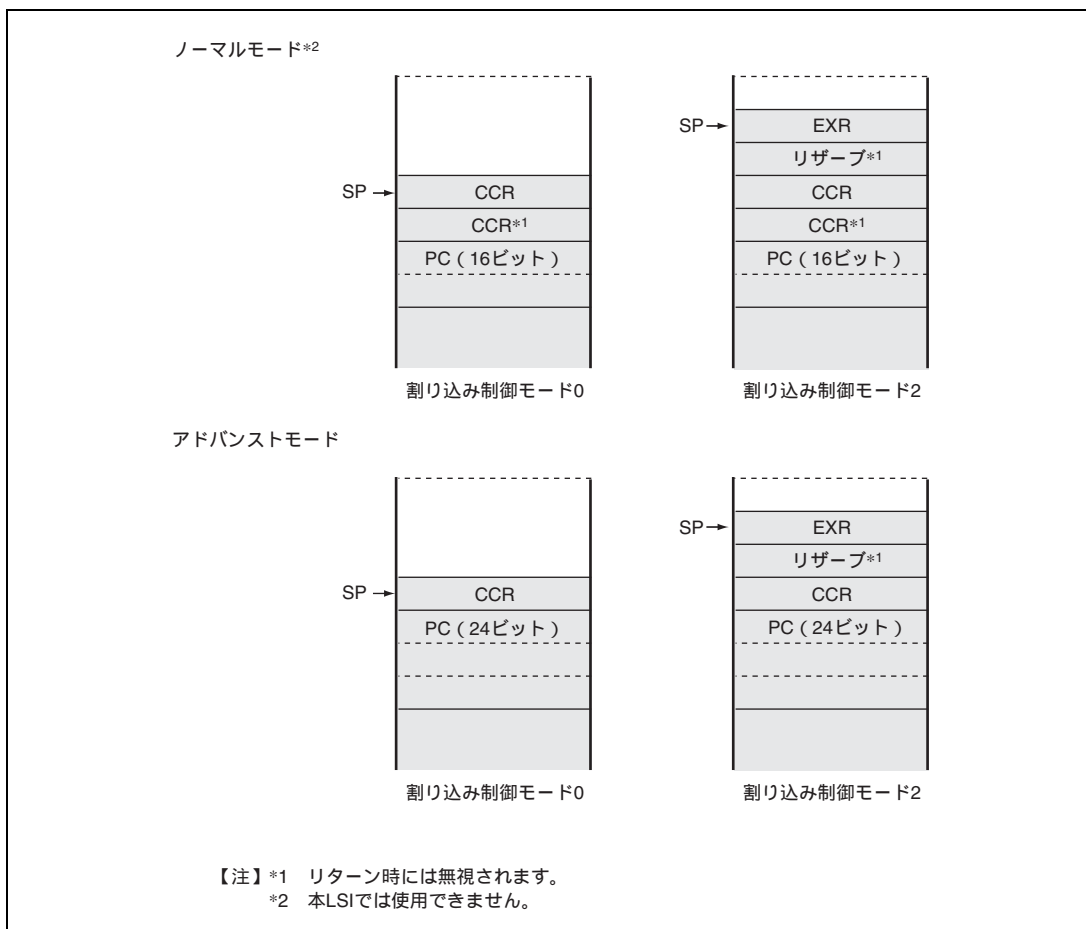 ノーマルモード*2
SP→ EXR
リザーブ*1
SP→ CCR CCR
CCR*1 CCR*1
PC(16ビット) PC(16ビット)
割り込み制御モード0 割り込み制御モード2
アドバンストモード
SP→ EXR
リザーブ*1
SP→ CCR CCR
PC(24ビット) PC(24ビット)
割り込み制御モード0 割り込み制御モード2
【注】*1 リターン時には無視されます。
*2 本LSIでは使用できません。